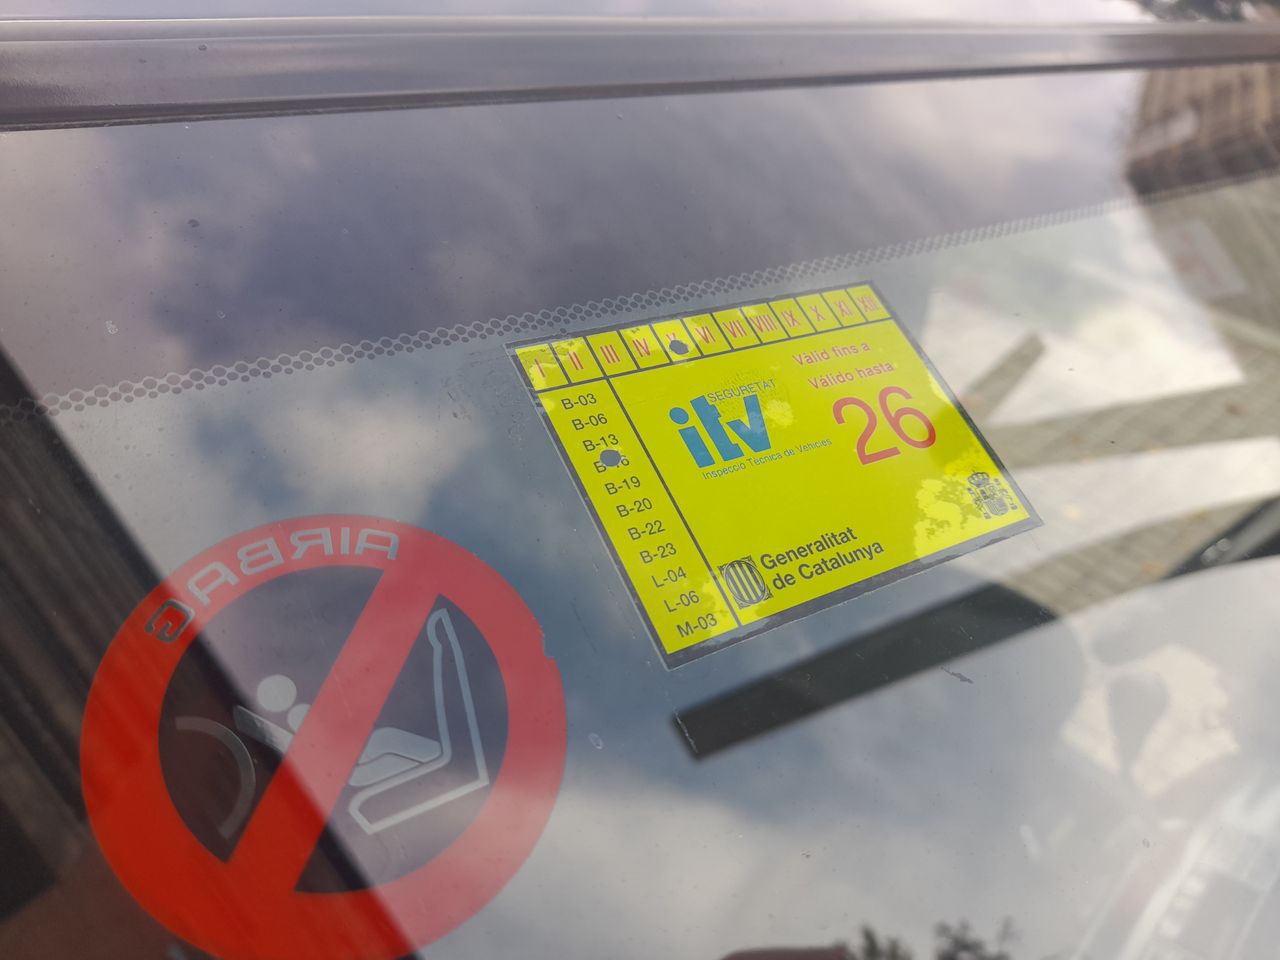 I II III IV V VI VII VIII IX X XI XII
Vàlid fins a
Válido hasta
26
SEGURETAT
itv
Inspecció Tècnica de Vehicles
B-03
B-06
B-13
B-16
B-19
B-20
B-22
B-23
L-04
L-06
M-03
Generalitat
de Catalunya
AIRBAG